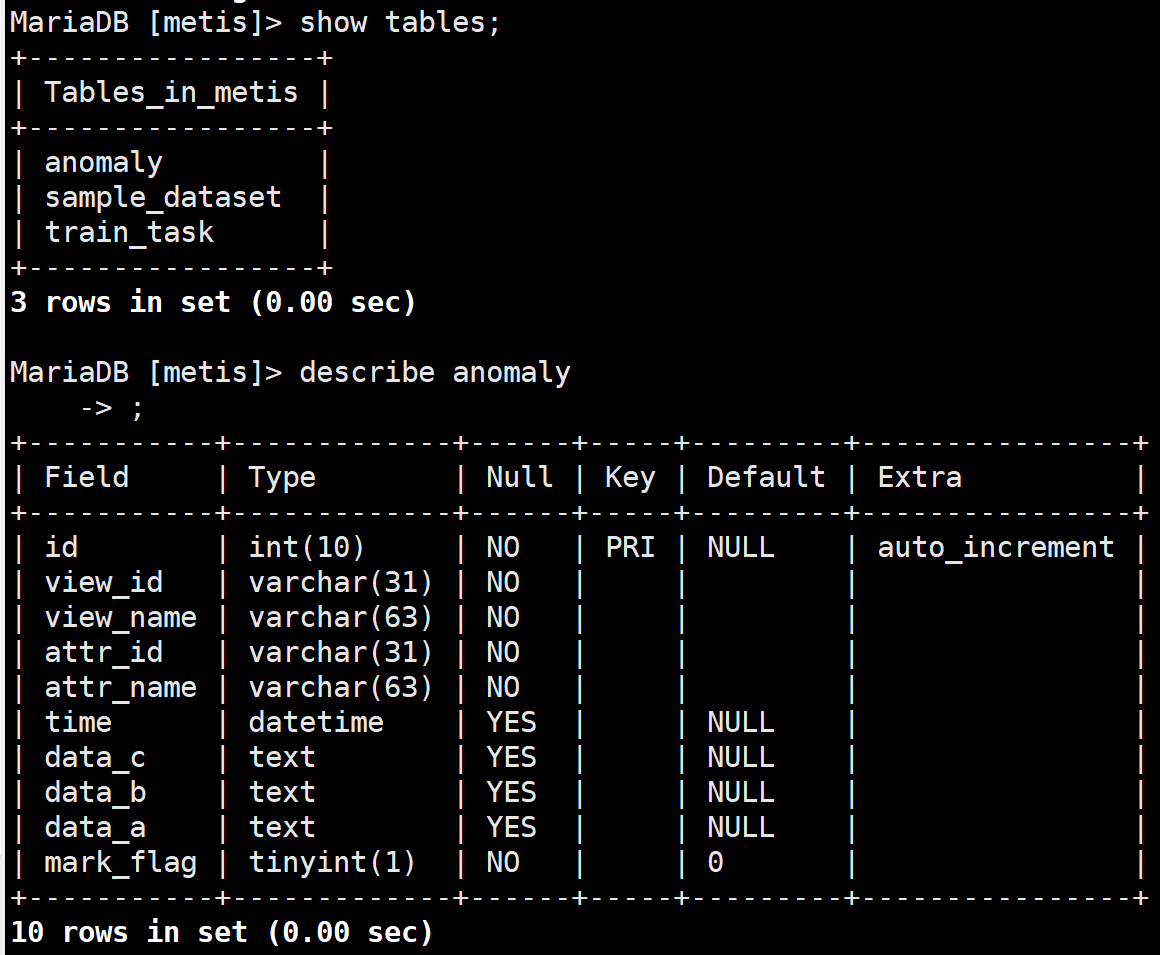 MariaDB [metis]> show tables;
+-----------------+
| Tables_in_metis |
+-----------------+
| anomaly         |
| sample_dataset  |
| train_task      |
+-----------------+
3 rows in set (0.00 sec)

MariaDB [metis]> describe anomaly
    -> ;
+-----------+-------------+------+-----+---------+----------------+
| Field     | Type        | Null | Key | Default | Extra          |
+-----------+-------------+------+-----+---------+----------------+
| id        | int(10)     | NO   | PRI | NULL    | auto_increment |
| view_id   | varchar(31) | NO   |     |         |                |
| view_name | varchar(63) | NO   |     |         |                |
| attr_id   | varchar(31) | NO   |     |         |                |
| attr_name | varchar(63) | NO   |     |         |                |
| time      | datetime    | YES  |     | NULL    |                |
| data_c    | text        | YES  |     | NULL    |                |
| data_b    | text        | YES  |     | NULL    |                |
| data_a    | text        | YES  |     | NULL    |                |
| mark_flag | tinyint(1)  | NO   |     | 0       |                |
+-----------+-------------+------+-----+---------+----------------+
10 rows in set (0.00 sec)